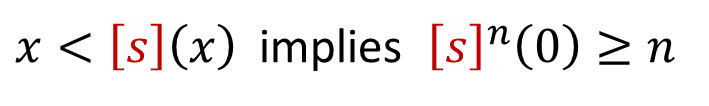 x < [s](x) implies [s]ⁿ(0) ≥ n